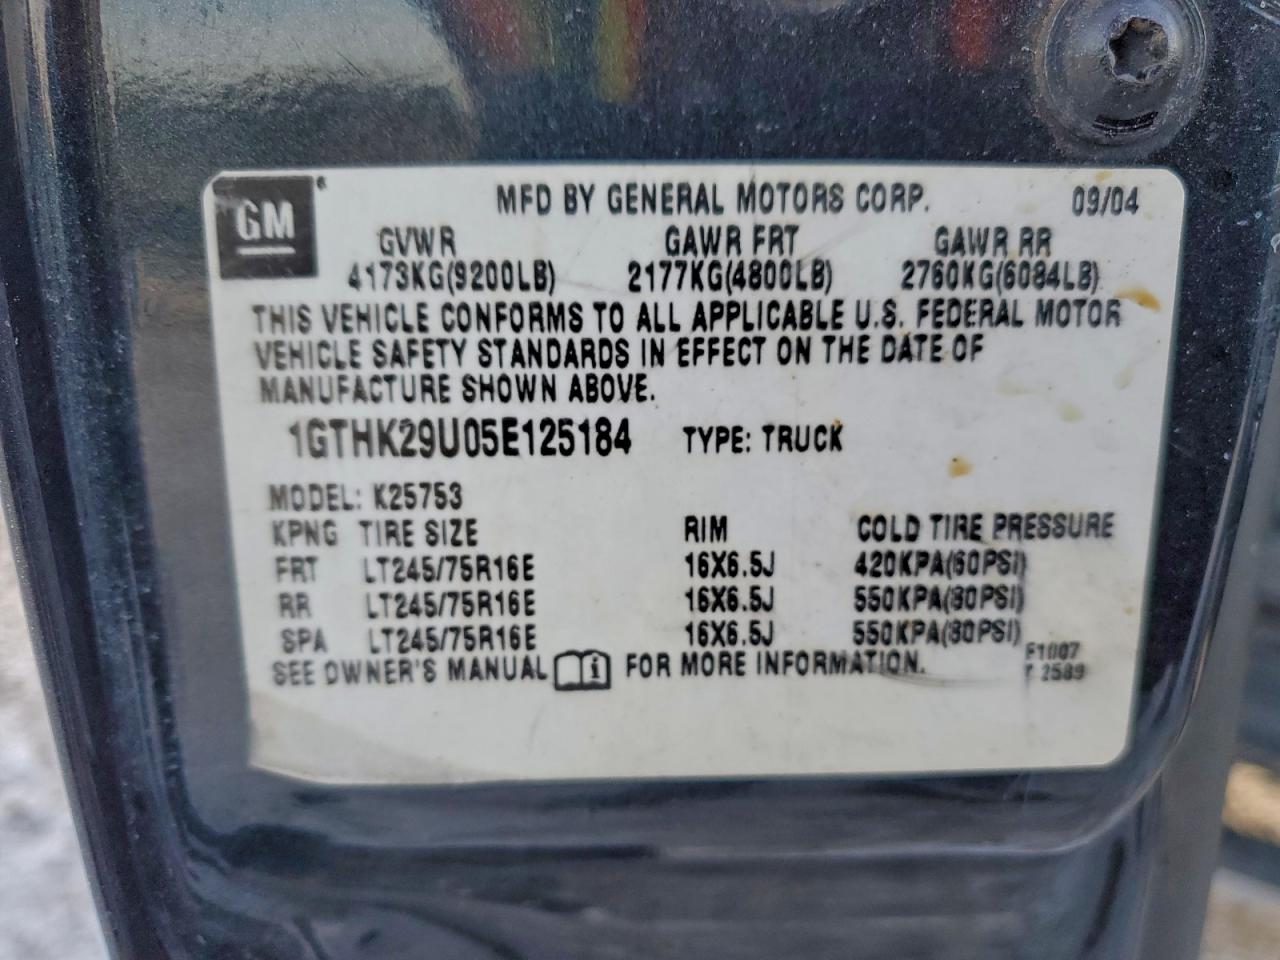 GM
MFD BY GENERAL MOTORS CORP. 09/04
GVWR GAWR FRT GAWR RR
4173KG(9200LB) 2177KG(4800LB) 2760KG(6084LB)
THIS VEHICLE CONFORMS TO ALL APPLICABLE U.S. FEDERAL MOTOR
VEHICLE SAFETY STANDARDS IN EFFECT ON THE DATE OF
MANUFACTURE SHOWN ABOVE.
1GTHK29U05E125184 TYPE: TRUCK
MODEL: K25753
KPNG TIRE SIZE RIM COLD TIRE PRESSURE
FRT LT245/75R16E 16X6.5J 420KPA(60PSI)
RR LT245/75R16E 16X6.5J 550KPA(80PSI)
SPA LT245/75R16E 16X6.5J 550KPA(80PSI)
SEE OWNER'S MANUAL i FOR MORE INFORMATION.
F1007
T 2589